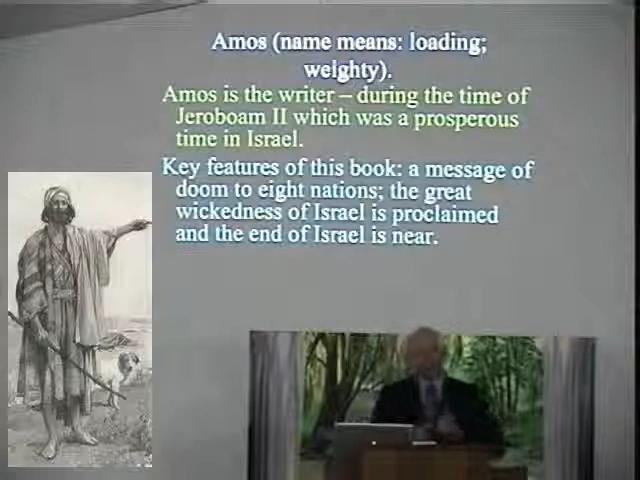 Amos (name means: loading;
weighty).
Amos is the writer – during the time of
Jeroboam II which was a prosperous
time in Israel.
Key features of this book: a message of
doom to eight nations; the great
wickedness of Israel is proclaimed
and the end of Israel is near.